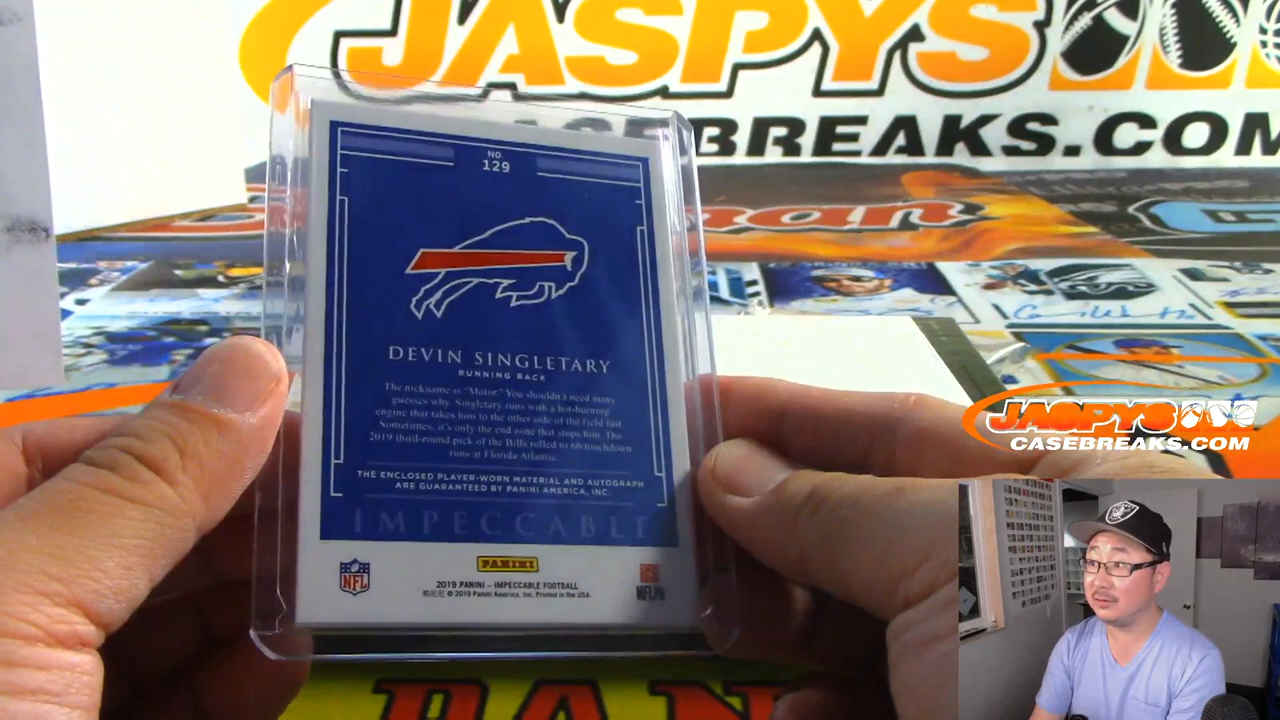 JASPYS
CASEBREAKS.COM
NO.
129
DEVIN SINGLETARY
RUNNING BACK
The nickname is "Motor." You shouldn't need many
guesses why. Singletary runs with a hot-burning
engine that takes him to the other side of the field fast.
Sometimes, it's only the end zone that stops him. The
2019 third-round pick of the Bills rolled to 66 touchdown
runs at Florida Atlantic.
THE ENCLOSED PLAYER-WORN MATERIAL AND AUTOGRAPH
ARE GUARANTEED BY PANINI AMERICA, INC.
IMPECCABLE
NFL
PANINI
2019 PANINI – IMPECCABLE FOOTBALL
© 2019 Panini America, Inc. Printed in the USA.
NFLPA
JASPYS
CASEBREAKS.COM